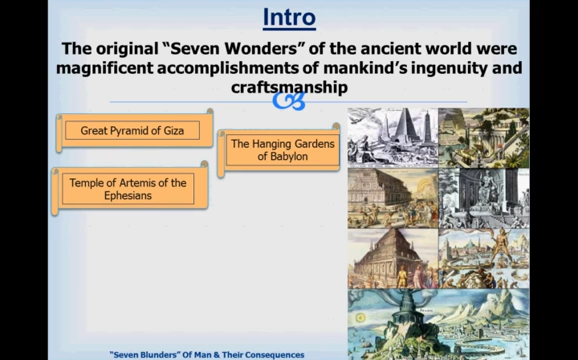 Intro
The original “Seven Wonders” of the ancient world were
magnificent accomplishments of mankind’s ingenuity and
craftsmanship
Great Pyramid of Giza
The Hanging Gardens
of Babylon
Temple of Artemis of the
Ephesians
“Seven Blunders” Of Man & Their Consequences